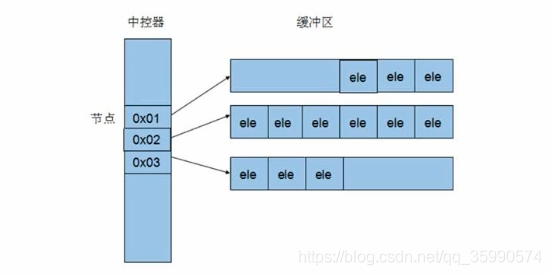 中控器 缓冲区
ele ele ele
节点 0x01
ele ele ele ele ele ele
0x02
0x03
ele ele ele
https://blog.csdn.net/qq_35990574